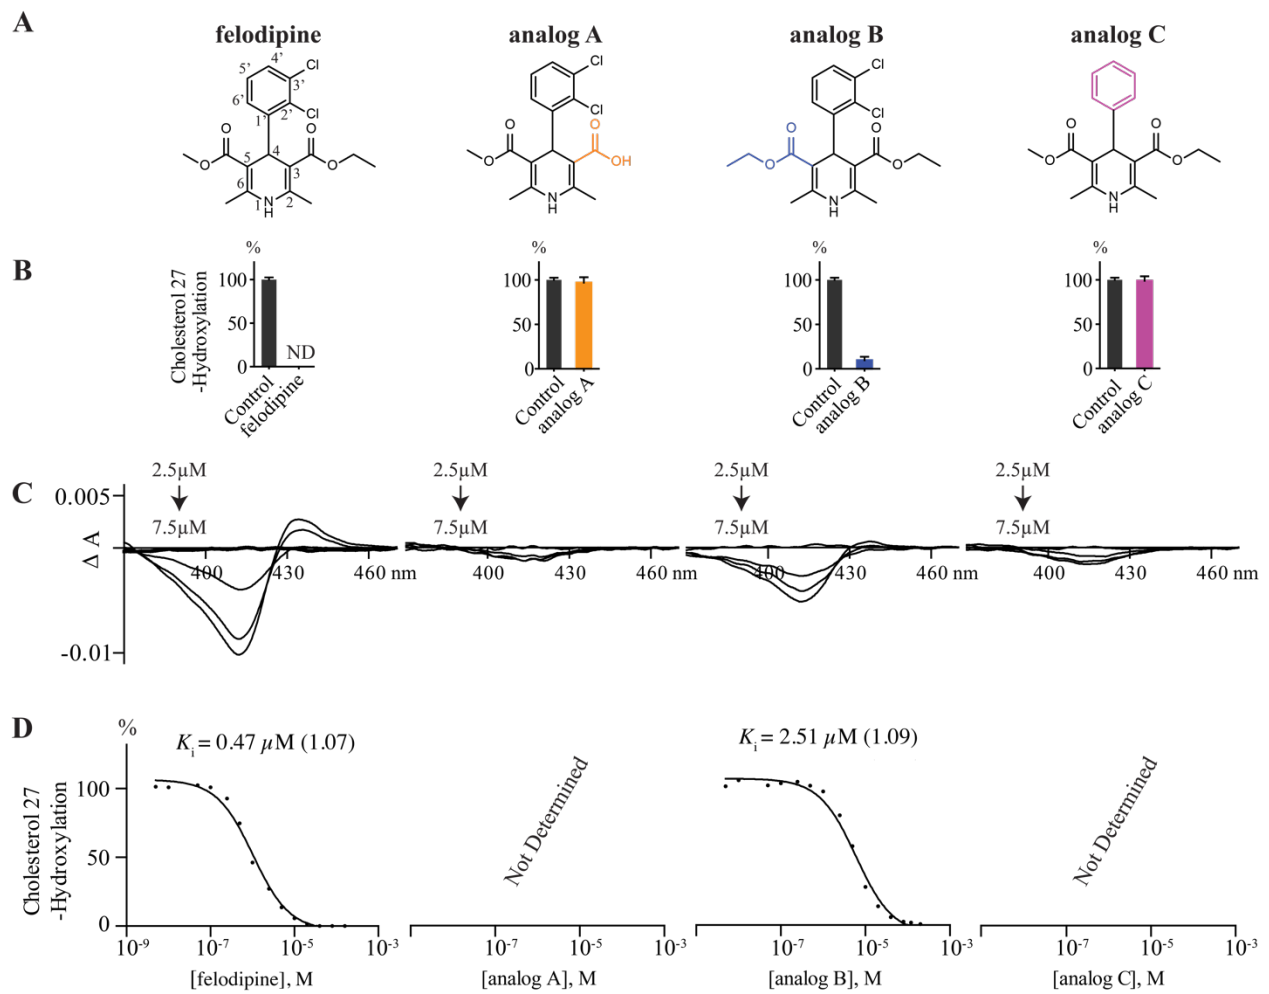 A
felodipine
analog A
analog B
analog C
4'
5'
3'
6'
2'
1'
Cl
Cl
O
O
O
O
5
4
3
6
2
1
N
H
Cl
Cl
O
O
O
OH
N
H
Cl
Cl
O
O
O
O
N
H
O
O
O
O
N
H
B
Cholesterol 27
-Hydroxylation
%
100
50
0
ND
Control
felodipine
%
100
50
0
Control
analog A
%
100
50
0
Control
analog B
%
100
50
0
Control
analog C
C
2.5µM
7.5µM
2.5µM
7.5µM
2.5µM
7.5µM
2.5µM
7.5µM
0.005
Δ A
-0.01
400 430 460 nm
400 430 460 nm
400 430 460 nm
400 430 460 nm
D
%
Cholesterol 27
-Hydroxylation
100
50
0
Ki = 0.47 µM (1.07)
Not Determined
Ki = 2.51 µM (1.09)
Not Determined
10-9 10-7 10-5 10-3
10-7 10-5 10-3
10-7 10-5 10-3
10-7 10-5 10-3
[felodipine], M
[analog A], M
[analog B], M
[analog C], M